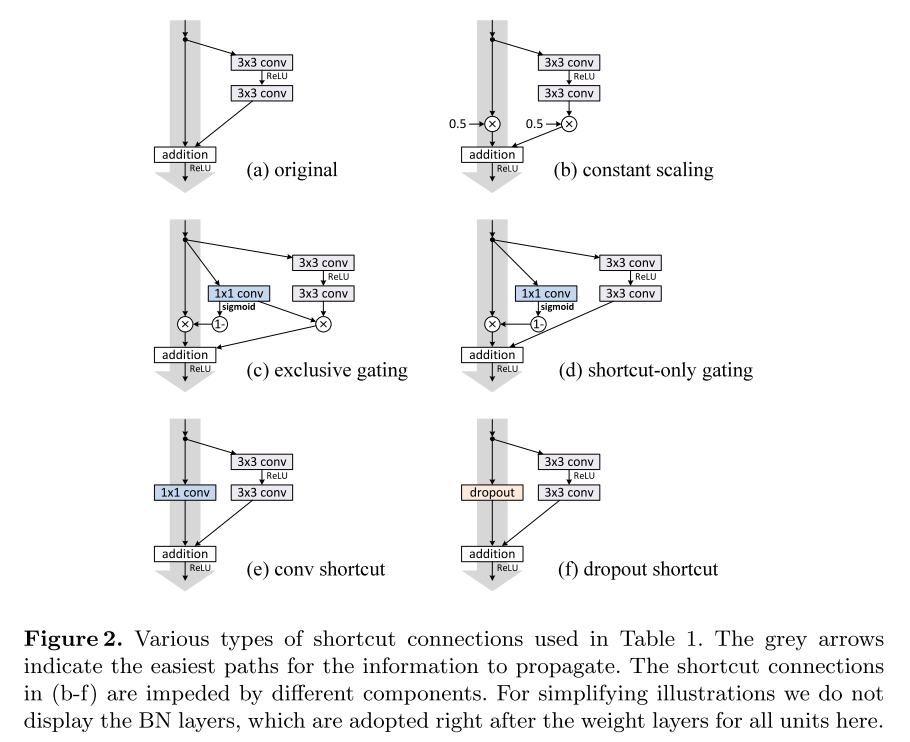 3x3 conv
ReLU
3x3 conv
addition
ReLU
(a) original
3x3 conv
ReLU
3x3 conv
0.5
×
0.5
×
addition
ReLU
(b) constant scaling
3x3 conv
ReLU
1x1 conv
3x3 conv
sigmoid
×
1-
×
addition
ReLU
(c) exclusive gating
3x3 conv
ReLU
1x1 conv
3x3 conv
sigmoid
×
1-
addition
ReLU
(d) shortcut-only gating
3x3 conv
ReLU
1x1 conv
3x3 conv
addition
ReLU
(e) conv shortcut
3x3 conv
ReLU
dropout
3x3 conv
addition
ReLU
(f) dropout shortcut
Figure 2. Various types of shortcut connections used in Table 1. The grey arrows
indicate the easiest paths for the information to propagate. The shortcut connections
in (b-f) are impeded by different components. For simplifying illustrations we do not
display the BN layers, which are adopted right after the weight layers for all units here.